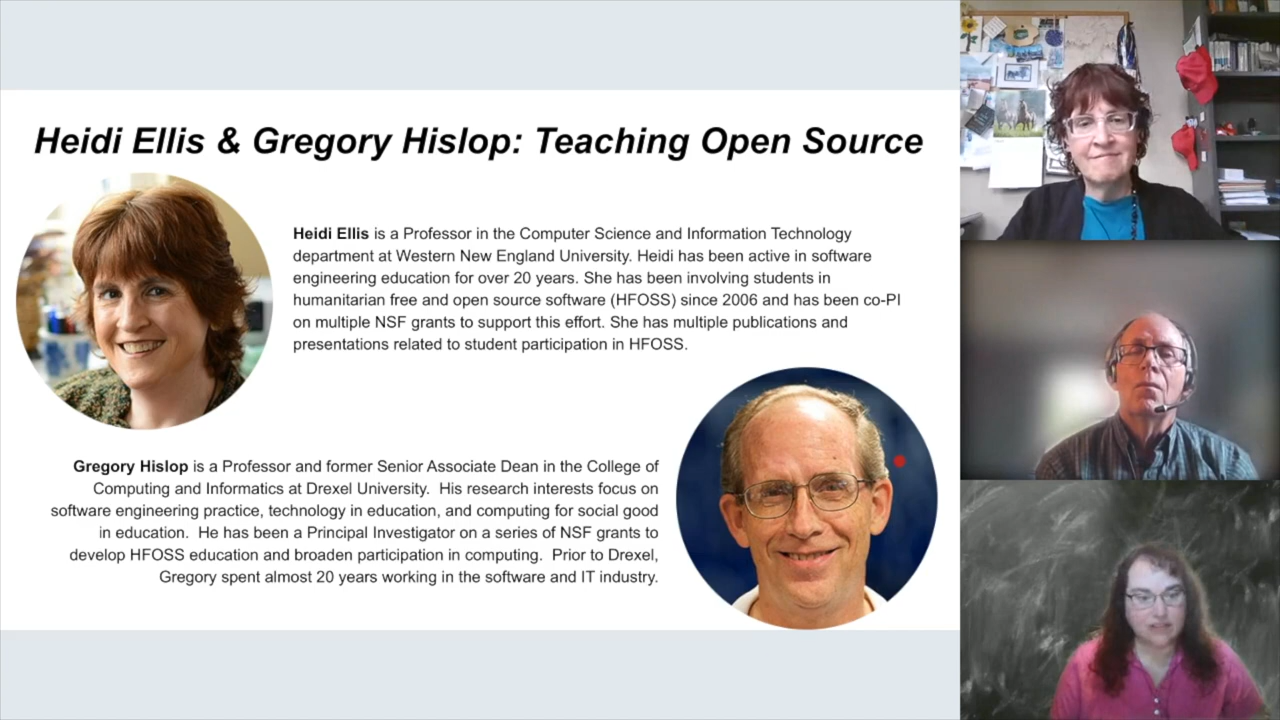 Heidi Ellis & Gregory Hislop: Teaching Open Source
Heidi Ellis is a Professor in the Computer Science and Information Technology
department at Western New England University. Heidi has been active in software
engineering education for over 20 years. She has been involving students in
humanitarian free and open source software (HFOSS) since 2006 and has been co-PI
on multiple NSF grants to support this effort. She has multiple publications and
presentations related to student participation in HFOSS.
Gregory Hislop is a Professor and former Senior Associate Dean in the College of
Computing and Informatics at Drexel University. His research interests focus on
software engineering practice, technology in education, and computing for social good
in education. He has been a Principal Investigator on a series of NSF grants to
develop HFOSS education and broaden participation in computing. Prior to Drexel,
Gregory spent almost 20 years working in the software and IT industry.